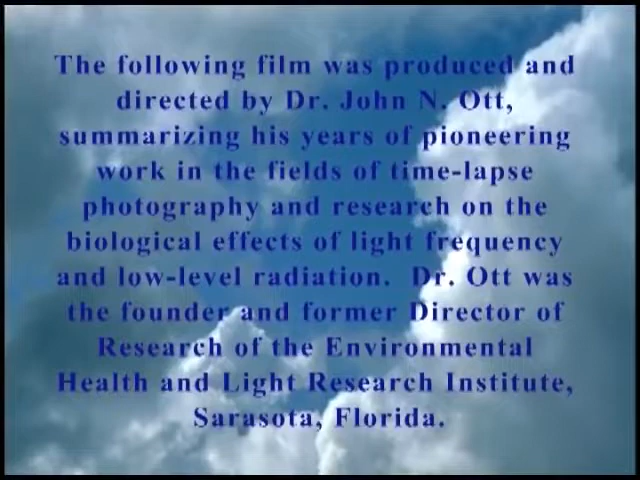 The following film was produced and
directed by Dr. John N. Ott,
summarizing his years of pioneering
work in the fields of time-lapse
photography and research on the
biological effects of light frequency
and low-level radiation.  Dr. Ott was
the founder and former Director of
Research of the Environmental
Health and Light Research Institute,
Sarasota, Florida.